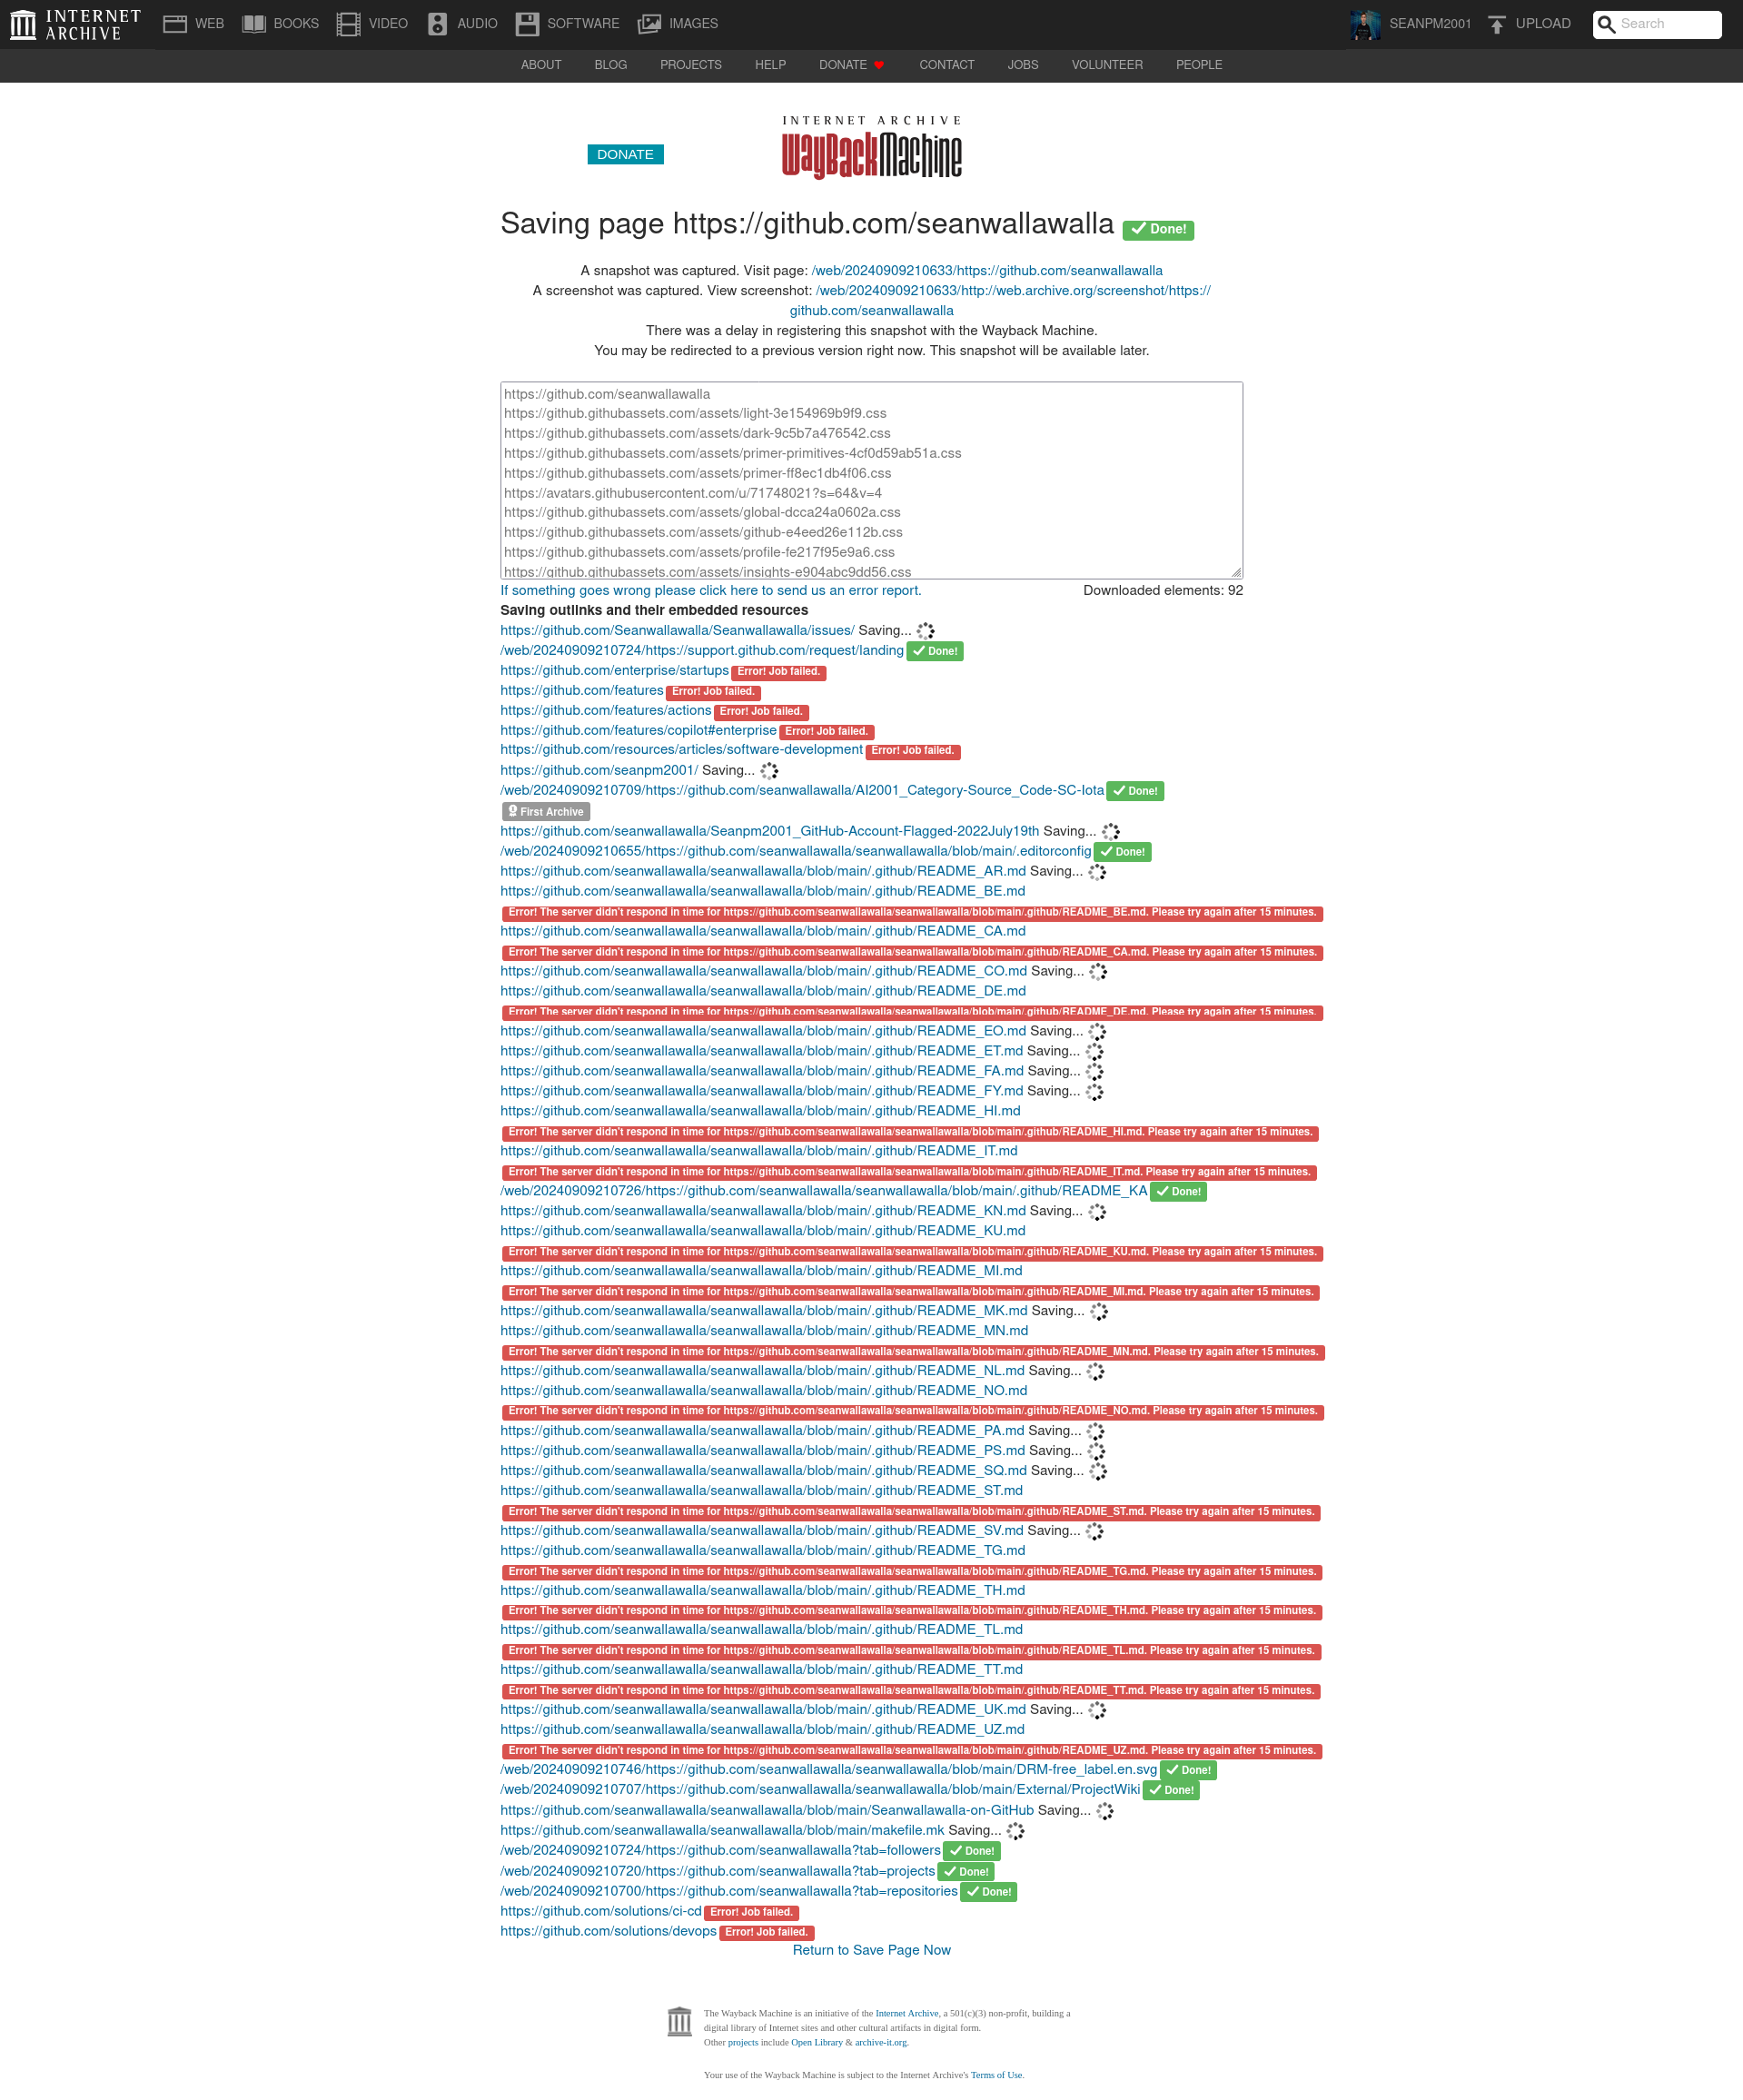 INTERNET ARCHIVE WEB BOOKS VIDEO AUDIO SOFTWARE IMAGES SEANPM2001 UPLOAD Search
ABOUT BLOG PROJECTS HELP DONATE CONTACT JOBS VOLUNTEER PEOPLE
INTERNET ARCHIVE
DONATE WayBackMachine
Saving page https://github.com/seanwallawalla Done!
A snapshot was captured. Visit page: /web/20240909210633/https://github.com/seanwallawalla
A screenshot was captured. View screenshot: /web/20240909210633/http://web.archive.org/screenshot/https://
github.com/seanwallawalla
There was a delay in registering this snapshot with the Wayback Machine.
You may be redirected to a previous version right now. This snapshot will be available later.
https://github.com/seanwallawalla
https://github.githubassets.com/assets/light-3e154969b9f9.css
https://github.githubassets.com/assets/dark-9c5b7a476542.css
https://github.githubassets.com/assets/primer-primitives-4cf0d59ab51a.css
https://github.githubassets.com/assets/primer-ff8ec1db4f06.css
https://avatars.githubusercontent.com/u/71748021?s=64&v=4
https://github.githubassets.com/assets/global-dcca24a0602a.css
https://github.githubassets.com/assets/github-e4eed26e112b.css
https://github.githubassets.com/assets/profile-fe217f95e9a6.css
https://github.githubassets.com/assets/insights-e904abc9dd56.css
If something goes wrong please click here to send us an error report. Downloaded elements: 92
Saving outlinks and their embedded resources
https://github.com/Seanwallawalla/Seanwallawalla/issues/ Saving...
/web/20240909210724/https://support.github.com/request/landing Done!
https://github.com/enterprise/startups Error! Job failed.
https://github.com/features Error! Job failed.
https://github.com/features/actions Error! Job failed.
https://github.com/features/copilot#enterprise Error! Job failed.
https://github.com/resources/articles/software-development Error! Job failed.
https://github.com/seanpm2001/ Saving...
/web/20240909210709/https://github.com/seanwallawalla/AI2001_Category-Source_Code-SC-Iota Done!
First Archive
https://github.com/seanwallawalla/Seanpm2001_GitHub-Account-Flagged-2022July19th Saving...
/web/20240909210655/https://github.com/seanwallawalla/seanwallawalla/blob/main/.editorconfig Done!
https://github.com/seanwallawalla/seanwallawalla/blob/main/.github/README_AR.md Saving...
https://github.com/seanwallawalla/seanwallawalla/blob/main/.github/README_BE.md
Error! The server didn't respond in time for https://github.com/seanwallawalla/seanwallawalla/blob/main/.github/README_BE.md. Please try again after 15 minutes.
https://github.com/seanwallawalla/seanwallawalla/blob/main/.github/README_CA.md
Error! The server didn't respond in time for https://github.com/seanwallawalla/seanwallawalla/blob/main/.github/README_CA.md. Please try again after 15 minutes.
https://github.com/seanwallawalla/seanwallawalla/blob/main/.github/README_CO.md Saving...
https://github.com/seanwallawalla/seanwallawalla/blob/main/.github/README_DE.md
Error! The server didn't respond in time for https://github.com/seanwallawalla/seanwallawalla/blob/main/.github/README_DE.md. Please try again after 15 minutes.
https://github.com/seanwallawalla/seanwallawalla/blob/main/.github/README_EO.md Saving...
https://github.com/seanwallawalla/seanwallawalla/blob/main/.github/README_ET.md Saving...
https://github.com/seanwallawalla/seanwallawalla/blob/main/.github/README_FA.md Saving...
https://github.com/seanwallawalla/seanwallawalla/blob/main/.github/README_FY.md Saving...
https://github.com/seanwallawalla/seanwallawalla/blob/main/.github/README_HI.md
Error! The server didn't respond in time for https://github.com/seanwallawalla/seanwallawalla/blob/main/.github/README_HI.md. Please try again after 15 minutes.
https://github.com/seanwallawalla/seanwallawalla/blob/main/.github/README_IT.md
Error! The server didn't respond in time for https://github.com/seanwallawalla/seanwallawalla/blob/main/.github/README_IT.md. Please try again after 15 minutes.
/web/20240909210726/https://github.com/seanwallawalla/seanwallawalla/blob/main/.github/README_KA Done!
https://github.com/seanwallawalla/seanwallawalla/blob/main/.github/README_KN.md Saving...
https://github.com/seanwallawalla/seanwallawalla/blob/main/.github/README_KU.md
Error! The server didn't respond in time for https://github.com/seanwallawalla/seanwallawalla/blob/main/.github/README_KU.md. Please try again after 15 minutes.
https://github.com/seanwallawalla/seanwallawalla/blob/main/.github/README_MI.md
Error! The server didn't respond in time for https://github.com/seanwallawalla/seanwallawalla/blob/main/.github/README_MI.md. Please try again after 15 minutes.
https://github.com/seanwallawalla/seanwallawalla/blob/main/.github/README_MK.md Saving...
https://github.com/seanwallawalla/seanwallawalla/blob/main/.github/README_MN.md
Error! The server didn't respond in time for https://github.com/seanwallawalla/seanwallawalla/blob/main/.github/README_MN.md. Please try again after 15 minutes.
https://github.com/seanwallawalla/seanwallawalla/blob/main/.github/README_NL.md Saving...
https://github.com/seanwallawalla/seanwallawalla/blob/main/.github/README_NO.md
Error! The server didn't respond in time for https://github.com/seanwallawalla/seanwallawalla/blob/main/.github/README_NO.md. Please try again after 15 minutes.
https://github.com/seanwallawalla/seanwallawalla/blob/main/.github/README_PA.md Saving...
https://github.com/seanwallawalla/seanwallawalla/blob/main/.github/README_PS.md Saving...
https://github.com/seanwallawalla/seanwallawalla/blob/main/.github/README_SQ.md Saving...
https://github.com/seanwallawalla/seanwallawalla/blob/main/.github/README_ST.md
Error! The server didn't respond in time for https://github.com/seanwallawalla/seanwallawalla/blob/main/.github/README_ST.md. Please try again after 15 minutes.
https://github.com/seanwallawalla/seanwallawalla/blob/main/.github/README_SV.md Saving...
https://github.com/seanwallawalla/seanwallawalla/blob/main/.github/README_TG.md
Error! The server didn't respond in time for https://github.com/seanwallawalla/seanwallawalla/blob/main/.github/README_TG.md. Please try again after 15 minutes.
https://github.com/seanwallawalla/seanwallawalla/blob/main/.github/README_TH.md
Error! The server didn't respond in time for https://github.com/seanwallawalla/seanwallawalla/blob/main/.github/README_TH.md. Please try again after 15 minutes.
https://github.com/seanwallawalla/seanwallawalla/blob/main/.github/README_TL.md
Error! The server didn't respond in time for https://github.com/seanwallawalla/seanwallawalla/blob/main/.github/README_TL.md. Please try again after 15 minutes.
https://github.com/seanwallawalla/seanwallawalla/blob/main/.github/README_TT.md
Error! The server didn't respond in time for https://github.com/seanwallawalla/seanwallawalla/blob/main/.github/README_TT.md. Please try again after 15 minutes.
https://github.com/seanwallawalla/seanwallawalla/blob/main/.github/README_UK.md Saving...
https://github.com/seanwallawalla/seanwallawalla/blob/main/.github/README_UZ.md
Error! The server didn't respond in time for https://github.com/seanwallawalla/seanwallawalla/blob/main/.github/README_UZ.md. Please try again after 15 minutes.
/web/20240909210746/https://github.com/seanwallawalla/seanwallawalla/blob/main/DRM-free_label.en.svg Done!
/web/20240909210707/https://github.com/seanwallawalla/seanwallawalla/blob/main/External/ProjectWiki Done!
https://github.com/seanwallawalla/seanwallawalla/blob/main/Seanwallawalla-on-GitHub Saving...
https://github.com/seanwallawalla/seanwallawalla/blob/main/makefile.mk Saving...
/web/20240909210724/https://github.com/seanwallawalla?tab=followers Done!
/web/20240909210720/https://github.com/seanwallawalla?tab=projects Done!
/web/20240909210700/https://github.com/seanwallawalla?tab=repositories Done!
https://github.com/solutions/ci-cd Error! Job failed.
https://github.com/solutions/devops Error! Job failed.
Return to Save Page Now
The Wayback Machine is an initiative of the Internet Archive, a 501(c)(3) non-profit, building a
digital library of Internet sites and other cultural artifacts in digital form.
Other projects include Open Library & archive-it.org.
Your use of the Wayback Machine is subject to the Internet Archive's Terms of Use.